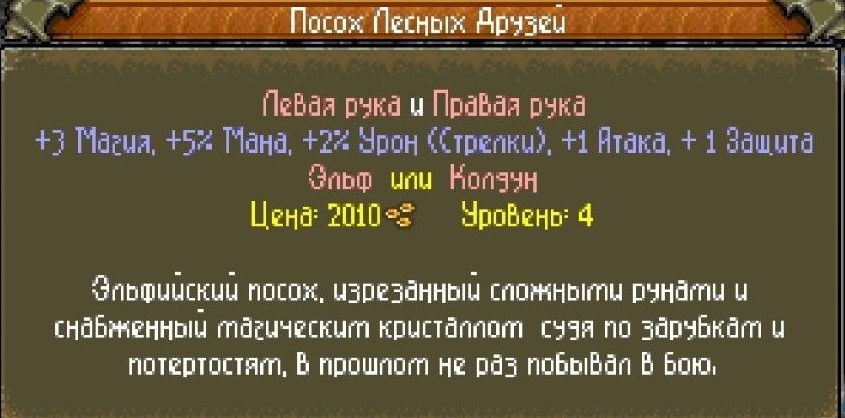 Посох Лесных Друзей
Левая рука и Правая рука
+3 Магия, +5% Мана, +2% Урон (Стрелки), +1 Атака, + 1 Защита
Эльф или Колдун
Цена: 2010 Уровень: 4
Эльфийский посох, изрезанный сложными рунами и
снабженный магическим кристаллом судя по зарубкам и
потертостям, в прошлом не раз побывал в бою.